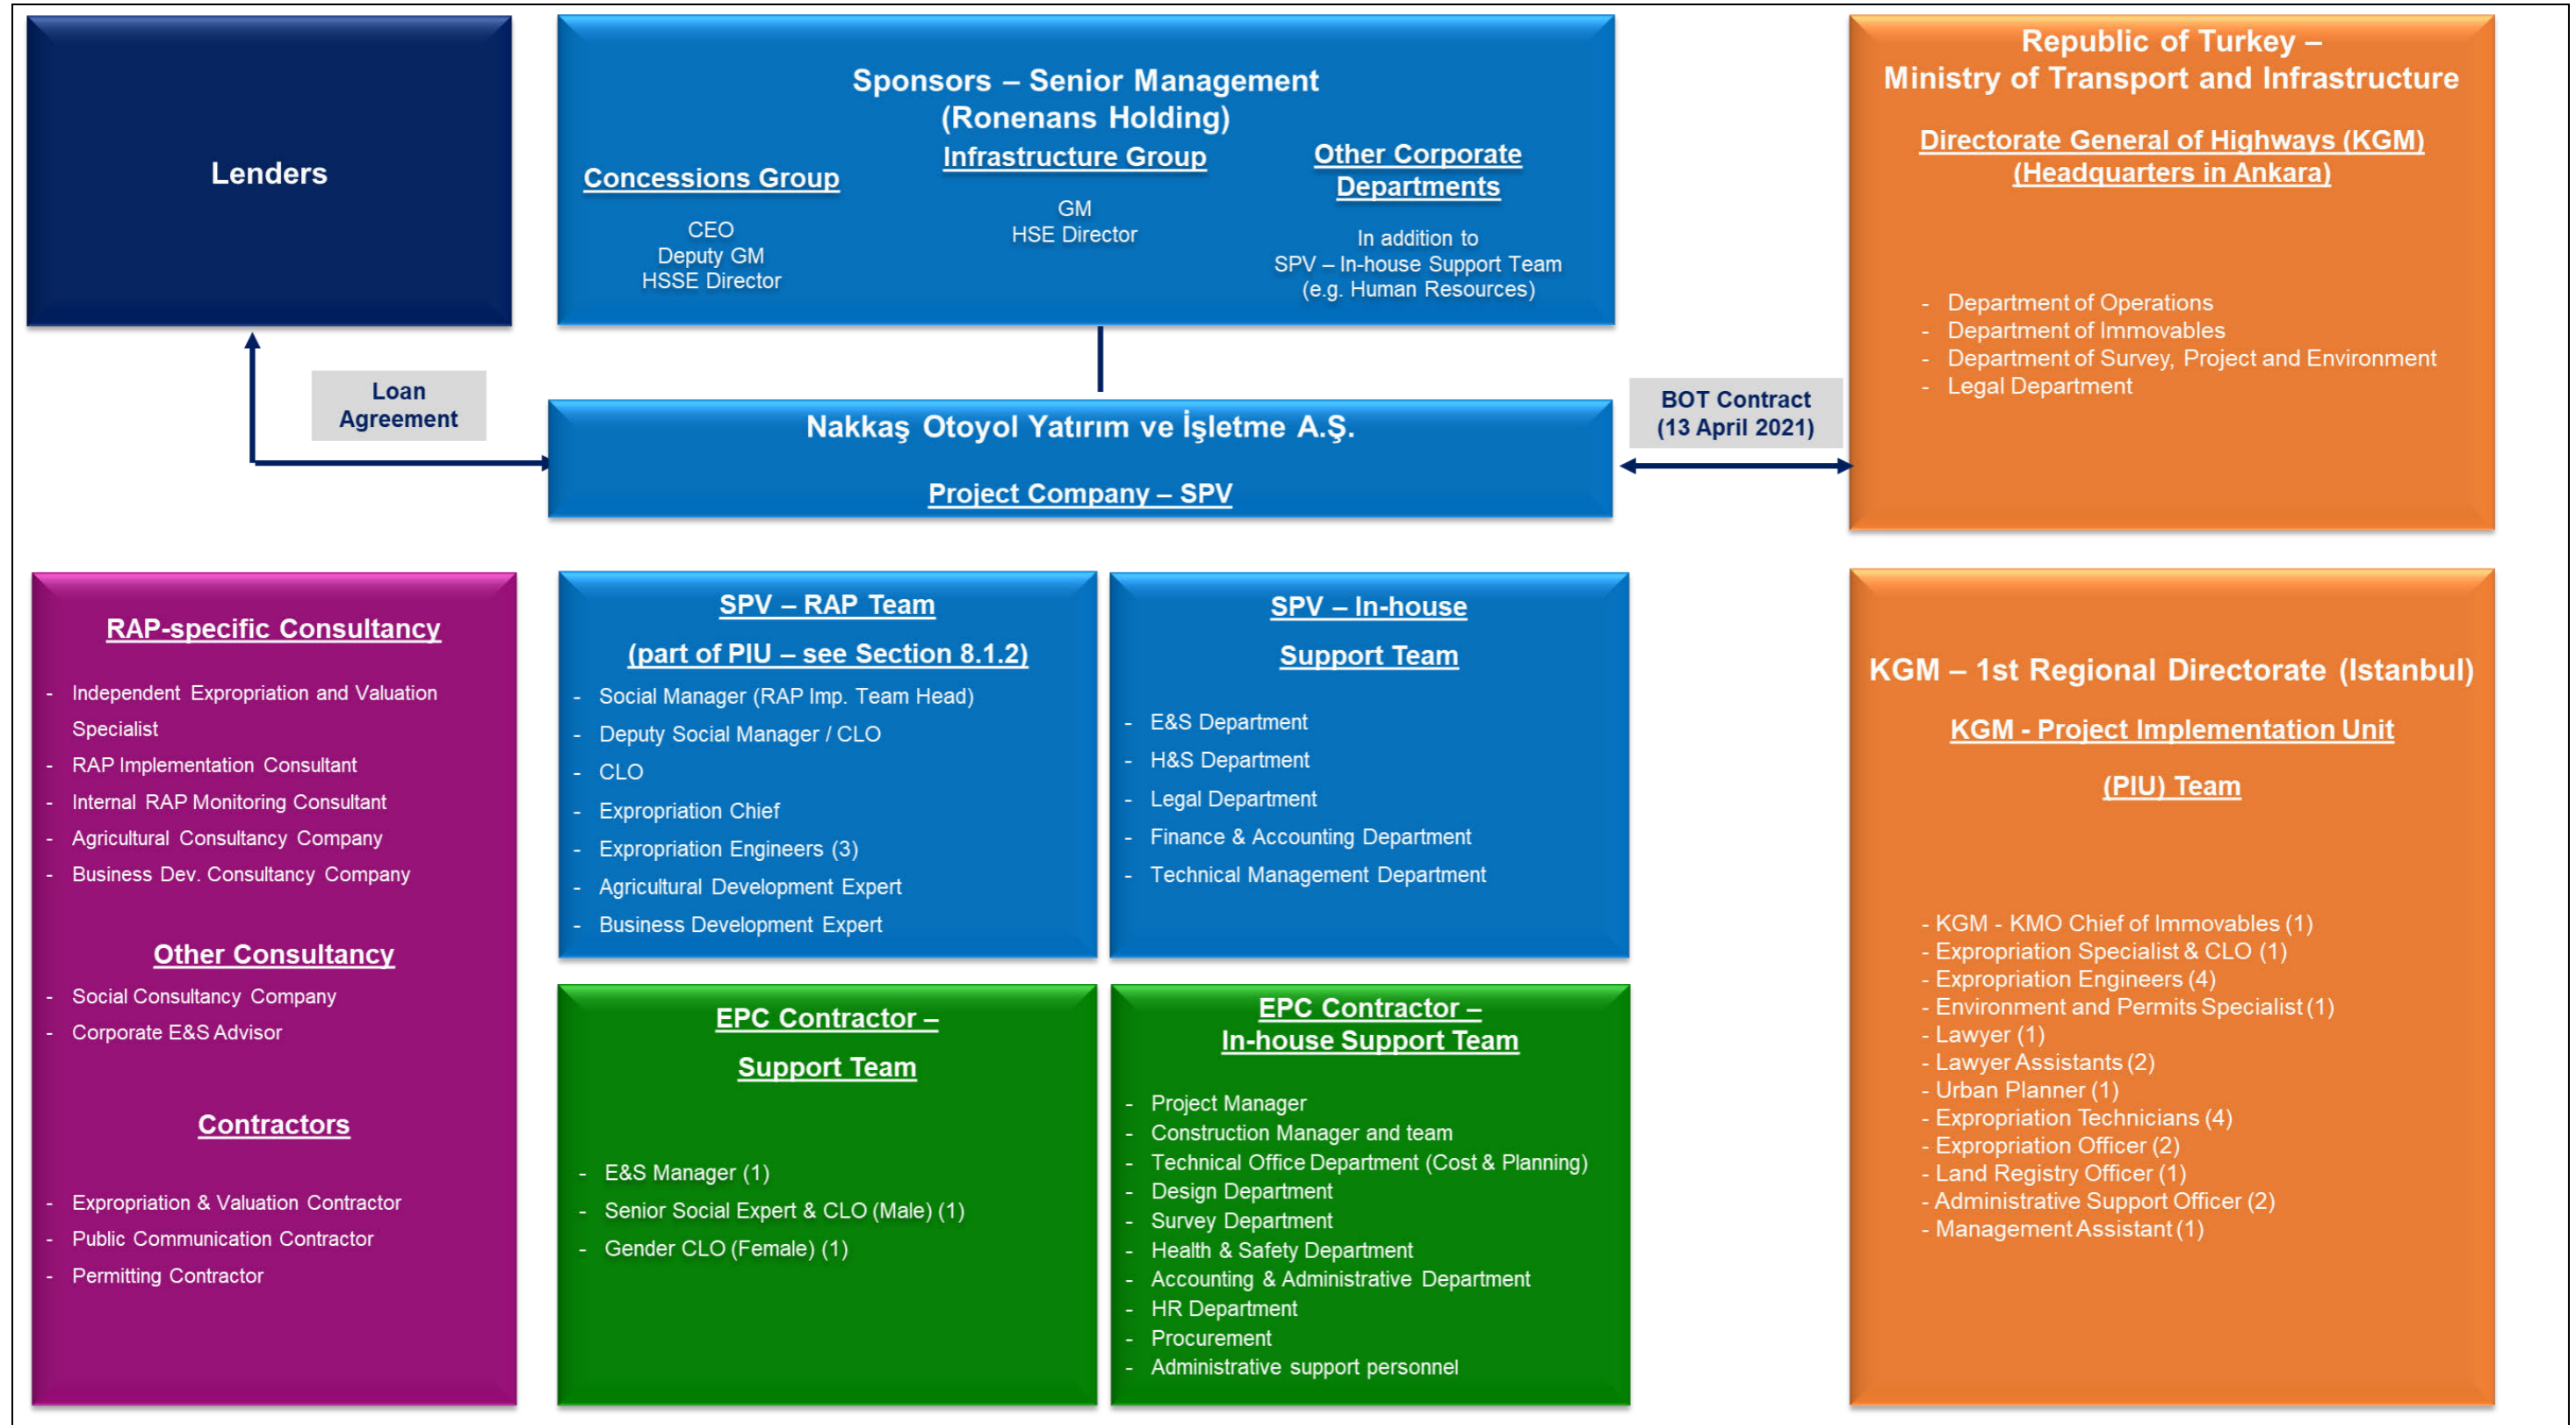 Lenders
Sponsors – Senior Management
(Ronenans Holding)
Concessions Group
CEO
Deputy GM
HSSE Director
Infrastructure Group
GM
HSE Director
Other Corporate
Departments
In addition to
SPV – In-house Support Team
(e.g. Human Resources)
Republic of Turkey –
Ministry of Transport and Infrastructure
Directorate General of Highways (KGM)
(Headquarters in Ankara)
- Department of Operations
- Department of Immovables
- Department of Survey, Project and Environment
- Legal Department
Loan
Agreement
Nakkaş Otoyol Yatırım ve İşletme A.Ş.
Project Company – SPV
BOT Contract
(13 April 2021)
RAP-specific Consultancy
- Independent Expropriation and Valuation
Specialist
- RAP Implementation Consultant
- Internal RAP Monitoring Consultant
- Agricultural Consultancy Company
- Business Dev. Consultancy Company
Other Consultancy
- Social Consultancy Company
- Corporate E&S Advisor
Contractors
- Expropriation & Valuation Contractor
- Public Communication Contractor
- Permitting Contractor
SPV – RAP Team
(part of PIU – see Section 8.1.2)
- Social Manager (RAP Imp. Team Head)
- Deputy Social Manager / CLO
- CLO
- Expropriation Chief
- Expropriation Engineers (3)
- Agricultural Development Expert
- Business Development Expert
SPV – In-house
Support Team
- E&S Department
- H&S Department
- Legal Department
- Finance & Accounting Department
- Technical Management Department
EPC Contractor –
Support Team
- E&S Manager (1)
- Senior Social Expert & CLO (Male) (1)
- Gender CLO (Female) (1)
EPC Contractor –
In-house Support Team
- Project Manager
- Construction Manager and team
- Technical Office Department (Cost & Planning)
- Design Department
- Survey Department
- Health & Safety Department
- Accounting & Administrative Department
- HR Department
- Procurement
- Administrative support personnel
KGM – 1st Regional Directorate (Istanbul)
KGM - Project Implementation Unit
(PIU) Team
- KGM - KMO Chief of Immovables (1)
- Expropriation Specialist & CLO (1)
- Expropriation Engineers (4)
- Environment and Permits Specialist (1)
- Lawyer (1)
- Lawyer Assistants (2)
- Urban Planner (1)
- Expropriation Technicians (4)
- Expropriation Officer (2)
- Land Registry Officer (1)
- Administrative Support Officer (2)
- Management Assistant (1)